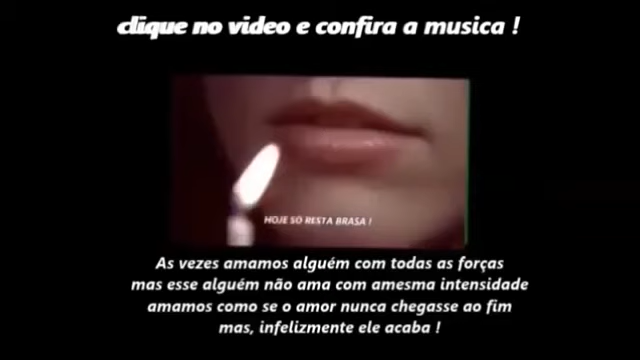 clique no video e confira a musica !
HOJE SÓ RESTA BRASA !
As vezes amamos alguém com todas as forças
mas esse alguém não ama com amesma intensidade
amamos como se o amor nunca chegasse ao fim
mas, infelizmente ele acaba !